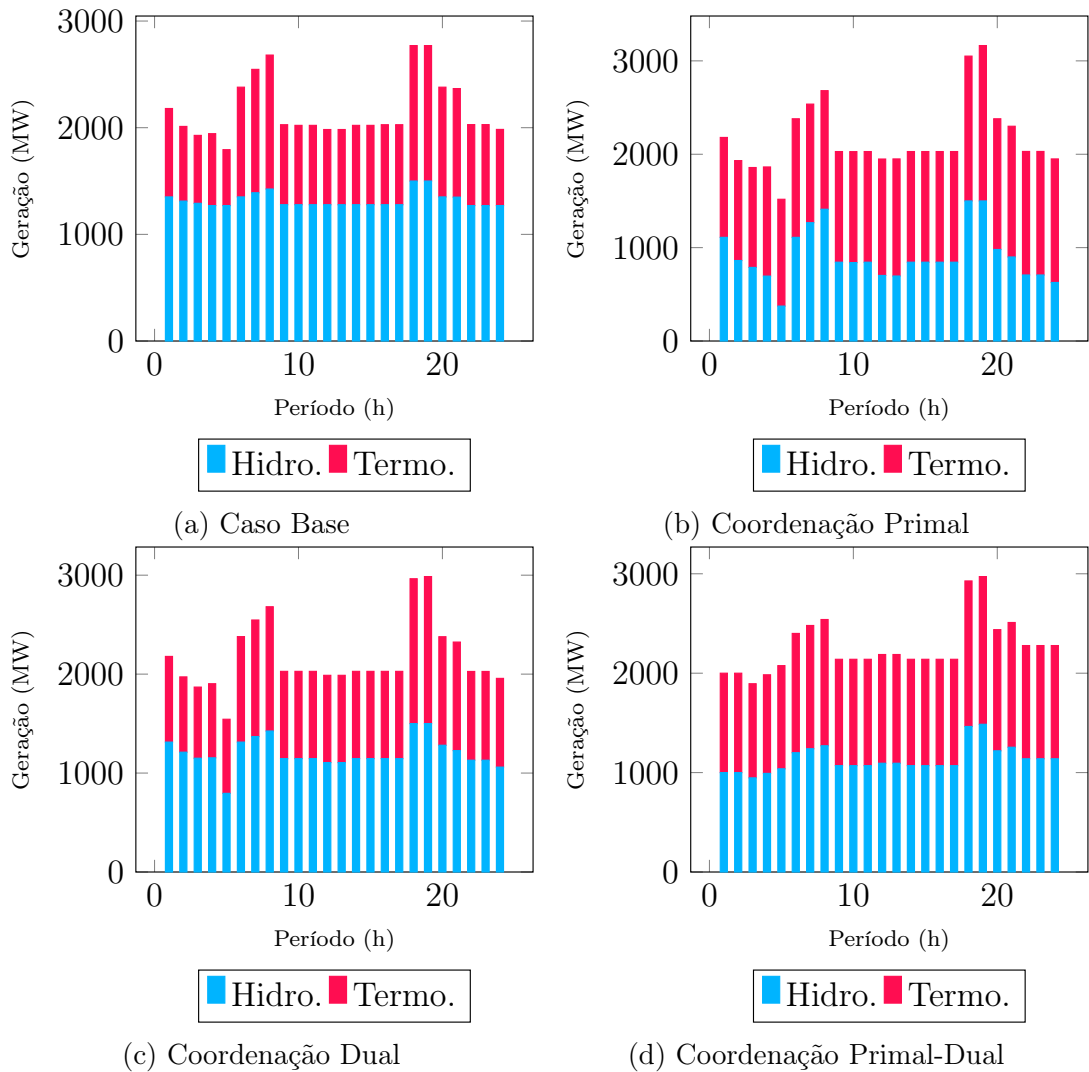 3000
2000
1000
0
Geração (MW)
0 10 20
Período (h)
Hidro. Termo.
(a) Caso Base
3000
2000
1000
0
Geração (MW)
0 10 20
Período (h)
Hidro. Termo.
(b) Coordenação Primal
3000
2000
1000
0
Geração (MW)
0 10 20
Período (h)
Hidro. Termo.
(c) Coordenação Dual
3000
2000
1000
0
Geração (MW)
0 10 20
Período (h)
Hidro. Termo.
(d) Coordenação Primal-Dual